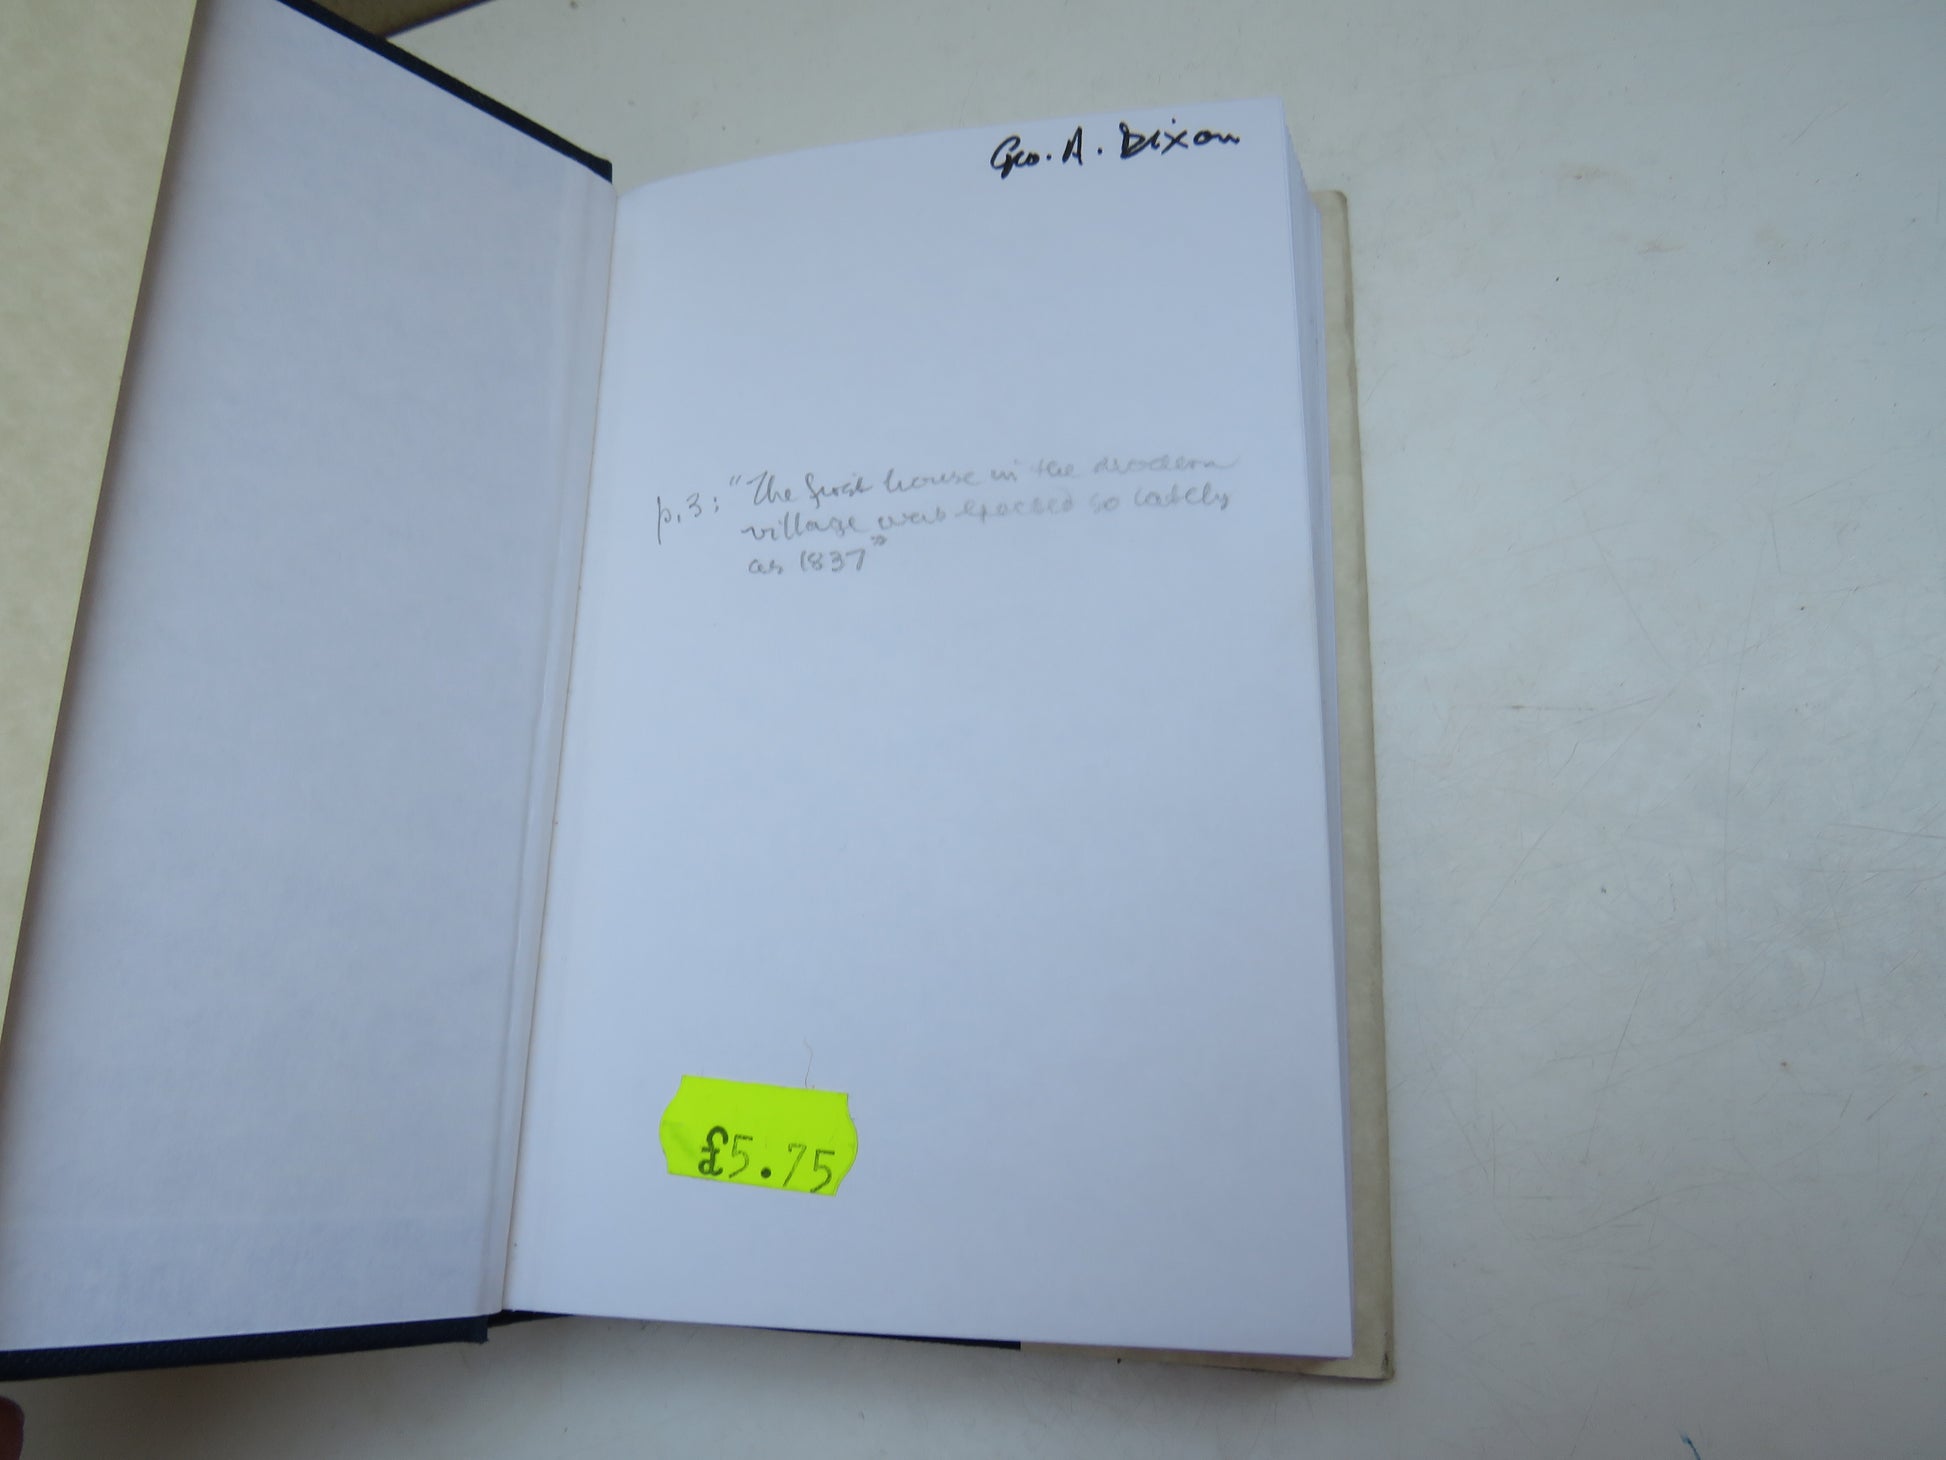 Geo. A. Dixon
p.3: "The first house in the modern
village was erected so lately
as 1837"
£5.75